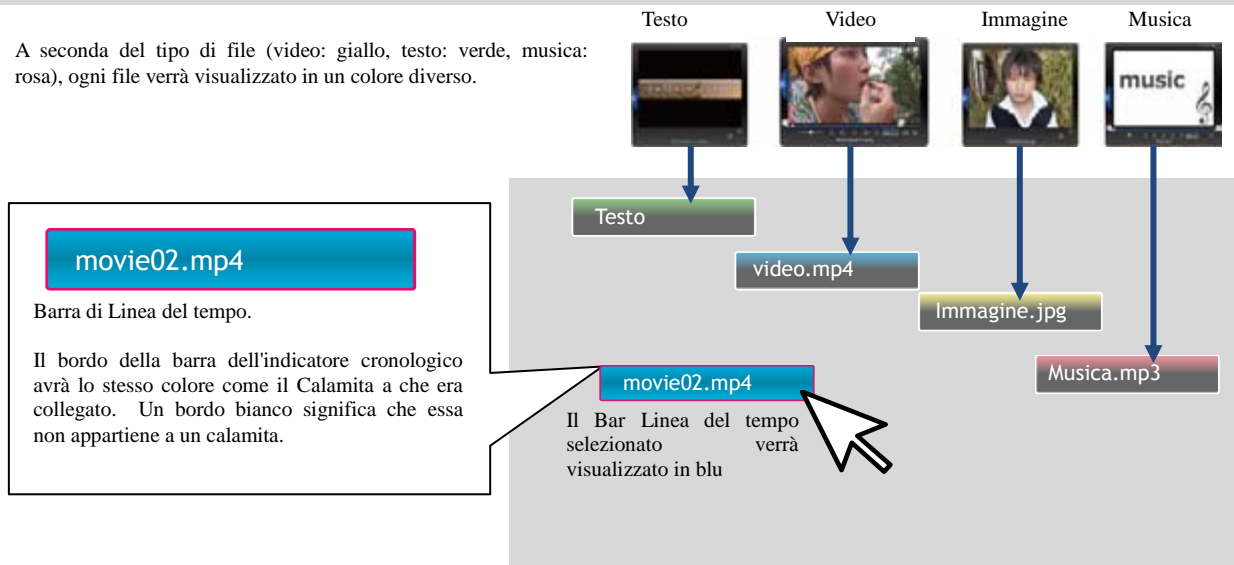 Testo Video Immagine Musica
A seconda del tipo di file (video: giallo, testo: verde, musica:
rosa), ogni file verrà visualizzato in un colore diverso.
music
Testo
video.mp4
Immagine.jpg
Musica.mp3
movie02.mp4
Barra di Linea del tempo.
Il bordo della barra dell'indicatore cronologico
avrà lo stesso colore come il Calamita a che era
collegato. Un bordo bianco significa che essa
non appartiene a un calamita.
movie02.mp4
Il Bar Linea del tempo
selezionato verrà
visualizzato in blu